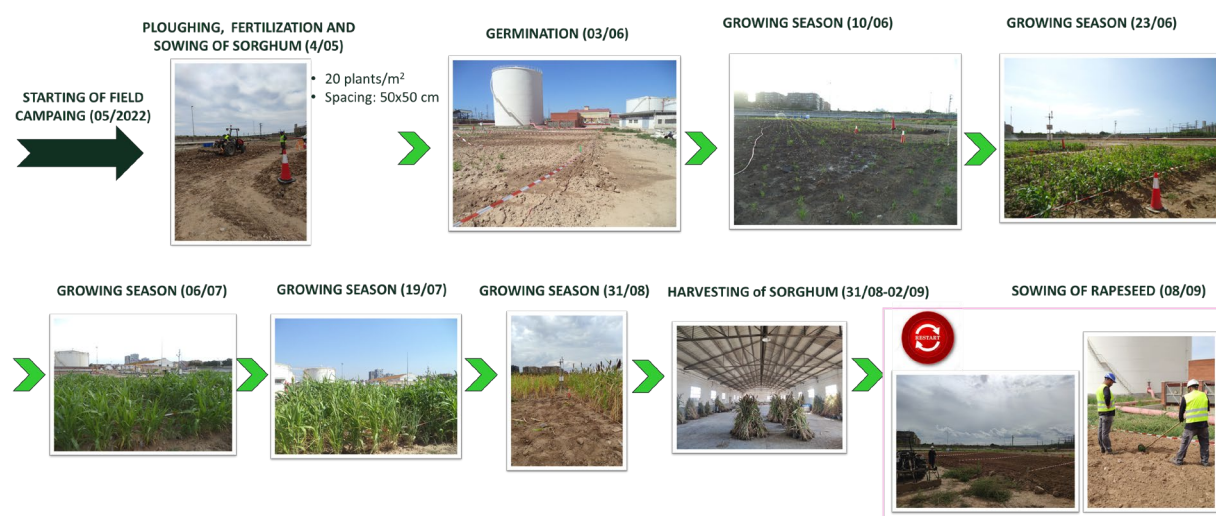 PLOUGHING, FERTILIZATION AND
SOWING OF SORGHUM (4/05)
GERMINATION (03/06)
GROWING SEASON (10/06)
GROWING SEASON (23/06)
• 20 plants/m²
• Spacing: 50x50 cm
STARTING OF FIELD
CAMPAING (05/2022)
GROWING SEASON (06/07)
GROWING SEASON (19/07)
GROWING SEASON (31/08)
HARVESTING of SORGHUM (31/08-02/09)
SOWING OF RAPESEED (08/09)
RESTART